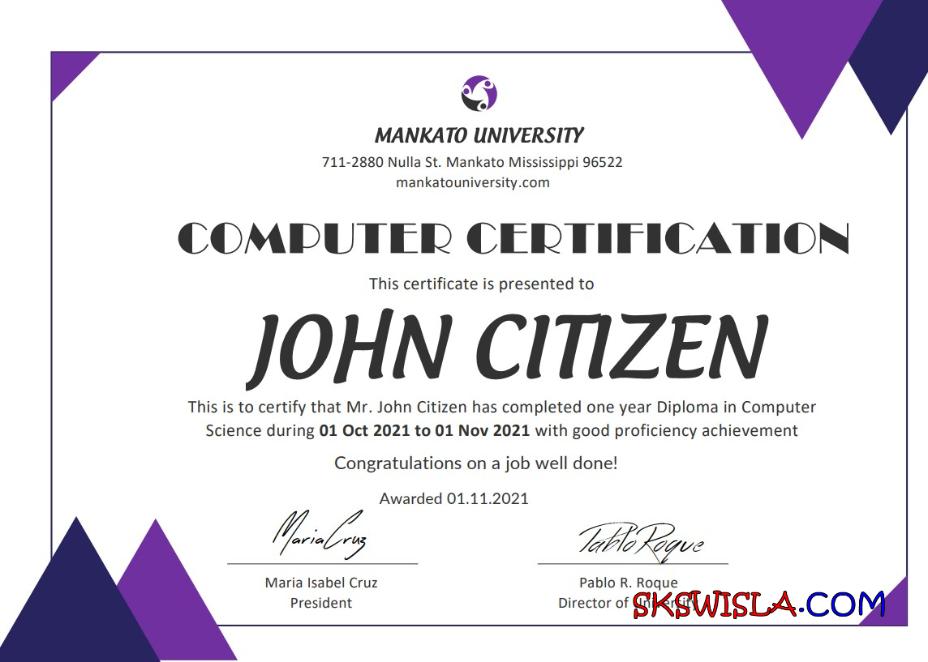 MANKATO UNIVERSITY
711-2880 Nulla St. Mankato Mississippi 96522
mankatouniversity.com
COMPUTER CERTIFICATION
This certificate is presented to
JOHN CITIZEN
This is to certify that Mr. John Citizen has completed one year Diploma in Computer
Science during 01 Oct 2021 to 01 Nov 2021 with good proficiency achievement
Congratulations on a job well done!
Awarded 01.11.2021
Maria Cruz Pablo Roque
Maria Isabel Cruz Pablo R. Roque
President Director of University
SKSWISLA.COM